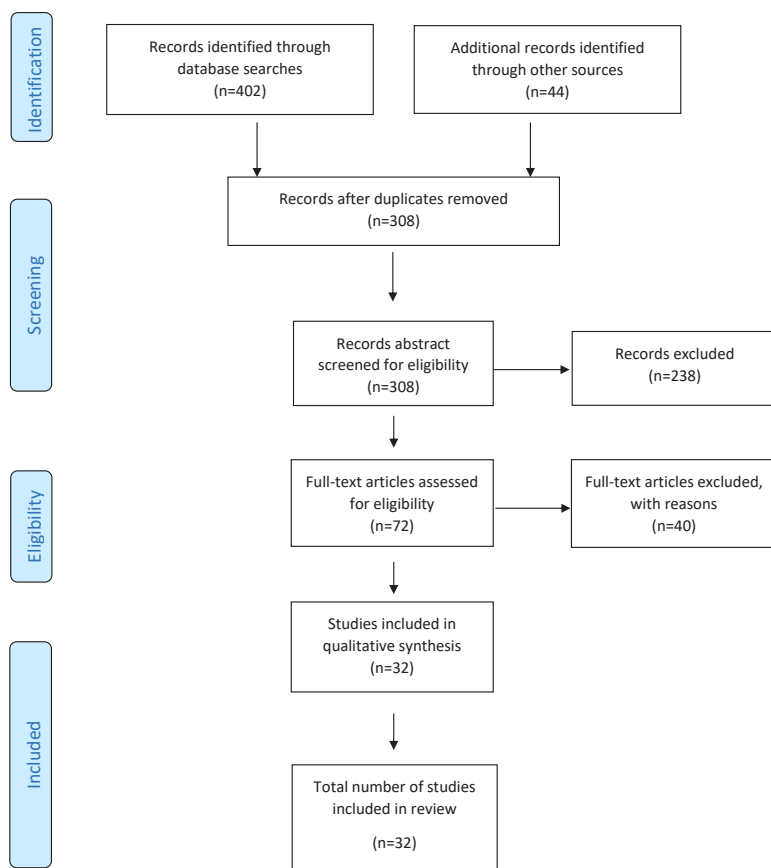 Identification
Records identified through
database searches
(n=402)
Additional records identified
through other sources
(n=44)
Screening
Records after duplicates removed
(n=308)
Records abstract
screened for eligibility
(n=308)
Records excluded
(n=238)
Eligibility
Full-text articles assessed
for eligibility
(n=72)
Full-text articles excluded,
with reasons
(n=40)
Included
Studies included in
qualitative synthesis
(n=32)
Total number of studies
included in review
(n=32)